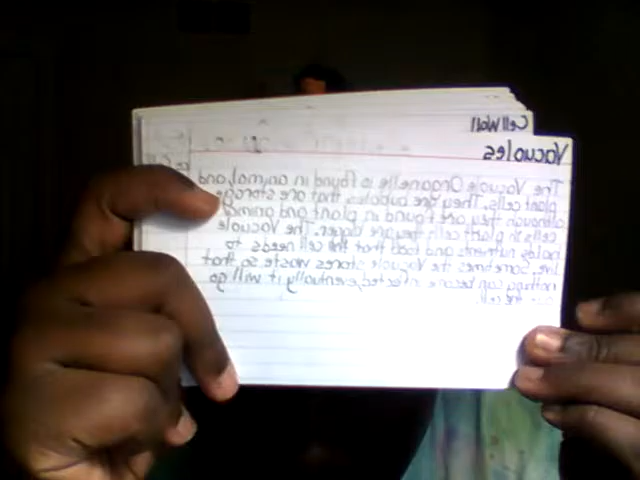 Cell Wall
Vacuoles
The Vacuole Organelle is found in animal and
plant cells. They are bubbles that are storage
although they are found in plant and animal
cells in plant cells they are bigger. The Vacuole
holds nutrients and food that the cell needs to
live. Sometimes the Vacuole stores waste so that
nothing can become infected, eventually it will go
the cell.